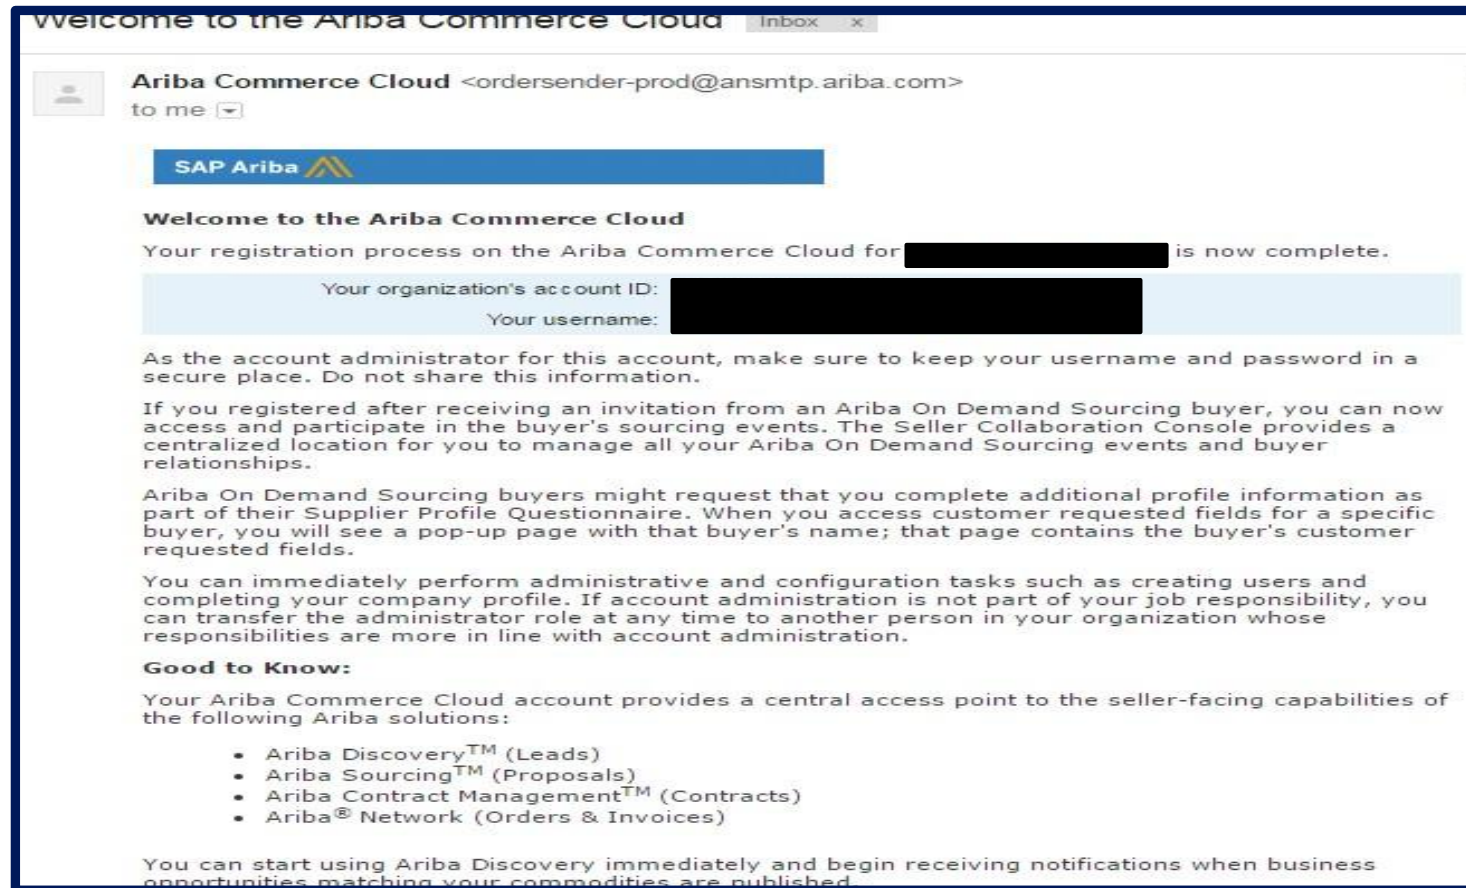 Welcome to the Ariba Commerce Cloud Inbox x
Ariba Commerce Cloud <ordersender-prod@ansmtp.ariba.com>
to me
SAP Ariba
Welcome to the Ariba Commerce Cloud
Your registration process on the Ariba Commerce Cloud for is now complete.
Your organization's account ID:
Your username:
As the account administrator for this account, make sure to keep your username and password in a
secure place. Do not share this information.
If you registered after receiving an invitation from an Ariba On Demand Sourcing buyer, you can now
access and participate in the buyer's sourcing events. The Seller Collaboration Console provides a
centralized location for you to manage all your Ariba On Demand Sourcing events and buyer
relationships.
Ariba On Demand Sourcing buyers might request that you complete additional profile information as
part of their Supplier Profile Questionnaire. When you access customer requested fields for a specific
buyer, you will see a pop-up page with that buyer's name; that page contains the buyer's customer
requested fields.
You can immediately perform administrative and configuration tasks such as creating users and
completing your company profile. If account administration is not part of your job responsibility, you
can transfer the administrator role at any time to another person in your organization whose
responsibilities are more in line with account administration.
Good to Know:
Your Ariba Commerce Cloud account provides a central access point to the seller-facing capabilities of
the following Ariba solutions:
• Ariba Discovery™ (Leads)
• Ariba Sourcing™ (Proposals)
• Ariba Contract Management™ (Contracts)
• Ariba® Network (Orders & Invoices)
You can start using Ariba Discovery immediately and begin receiving notifications when business
opportunities matching your commodities are published.